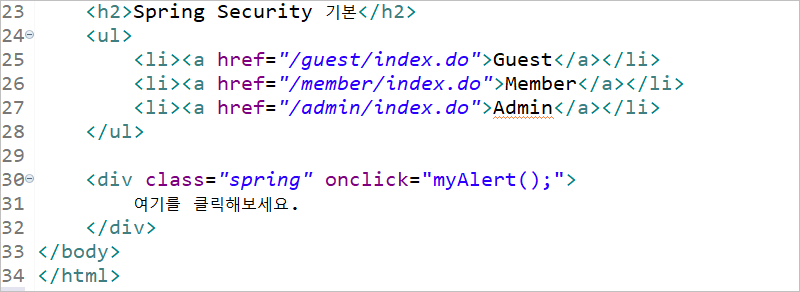 23    <h2>Spring Security 기본</h2>
24    <ul>
25        <li><a href="/guest/index.do">Guest</a></li>
26        <li><a href="/member/index.do">Member</a></li>
27        <li><a href="/admin/index.do">Admin</a></li>
28    </ul>
29
30    <div class="spring" onclick="myAlert();">
31        여기를 클릭해보세요.
32    </div>
33 </body>
34 </html>